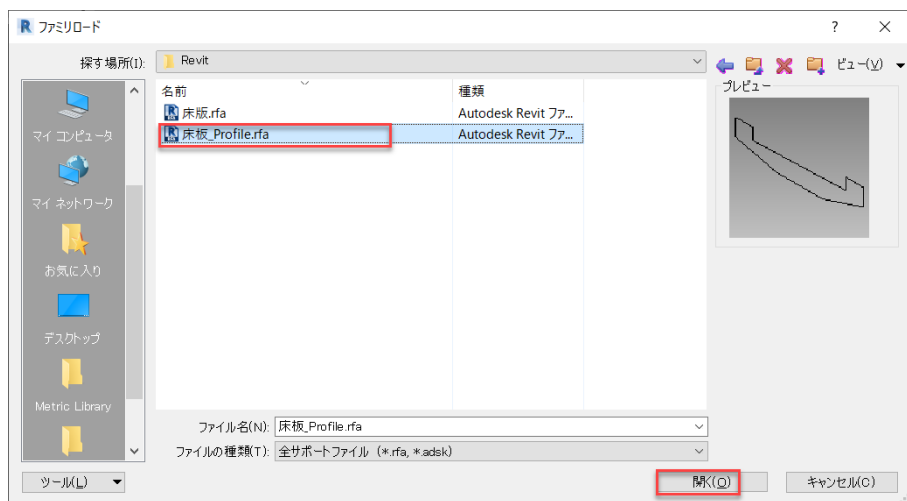 R ファミリロード ? ×
探す場所(I): Revit ビュー(V)
名前 種類 プレビュー
床版.rfa Autodesk Revit ファ...
床板_Profile.rfa Autodesk Revit ファ...
マイ コンピュータ
マイ ネットワーク
お気に入り
デスクトップ
Metric Library
ファイル名(N): 床板_Profile.rfa
ファイルの種類(T): 全サポートファイル (*.rfa, *.adsk)
ツール(L) 開く(O) キャンセル(C)